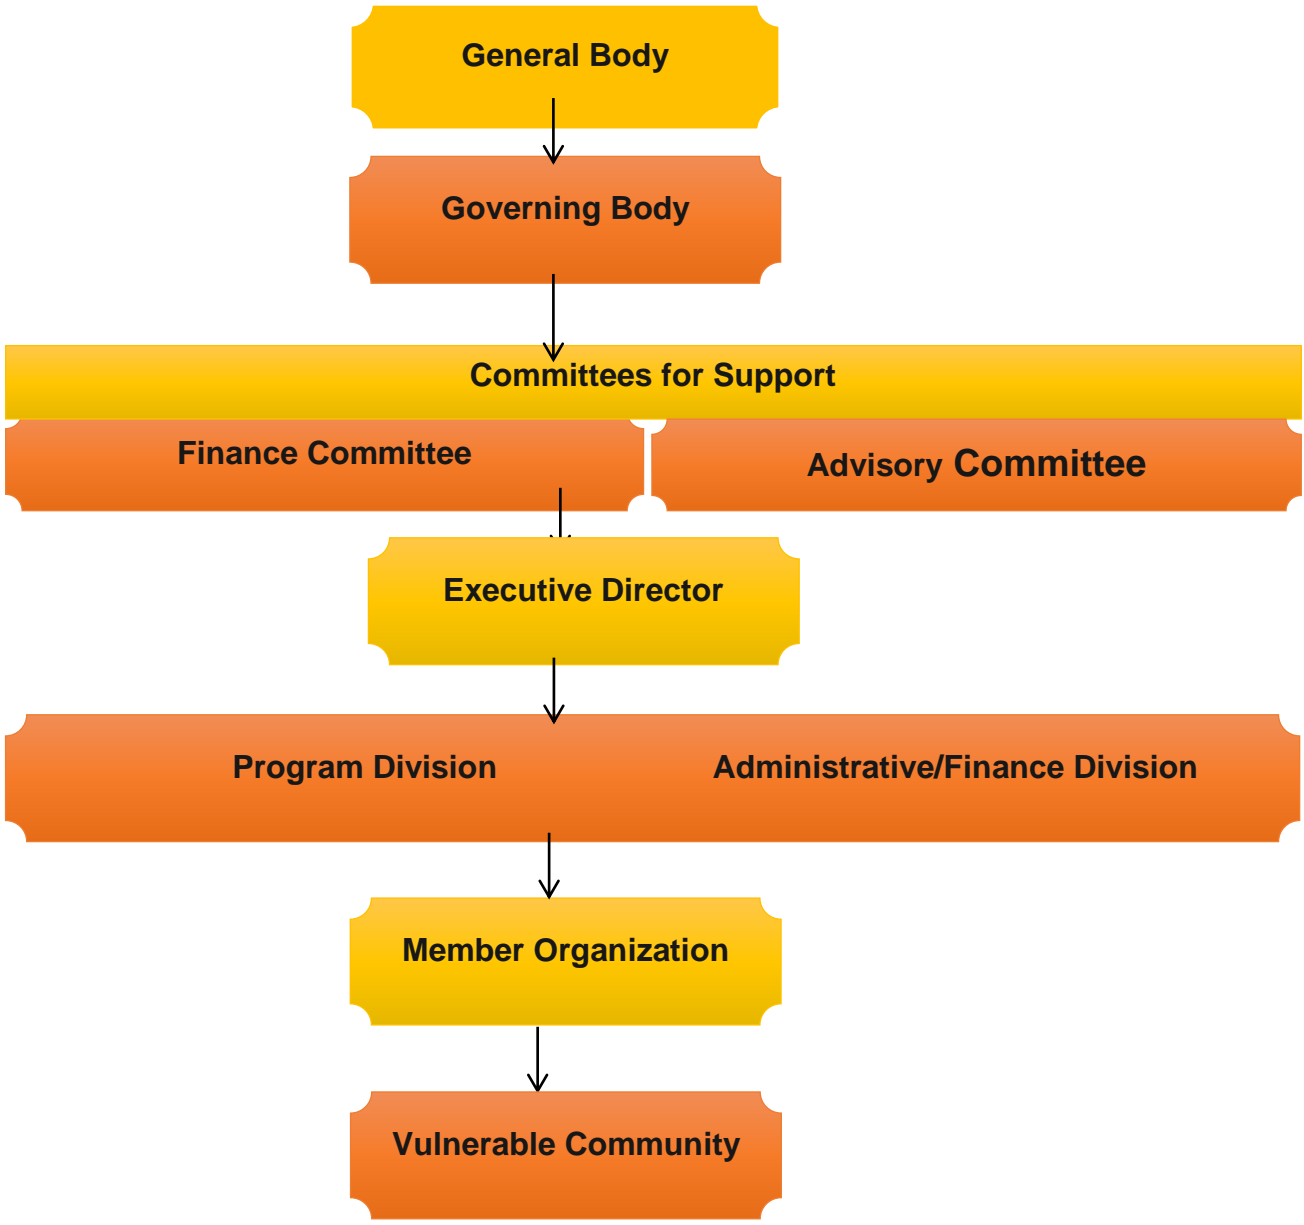 General Body
Governing Body
Committees for Support
Finance Committee
Advisory Committee
Executive Director
Program Division
Administrative/Finance Division
Member Organization
Vulnerable Community